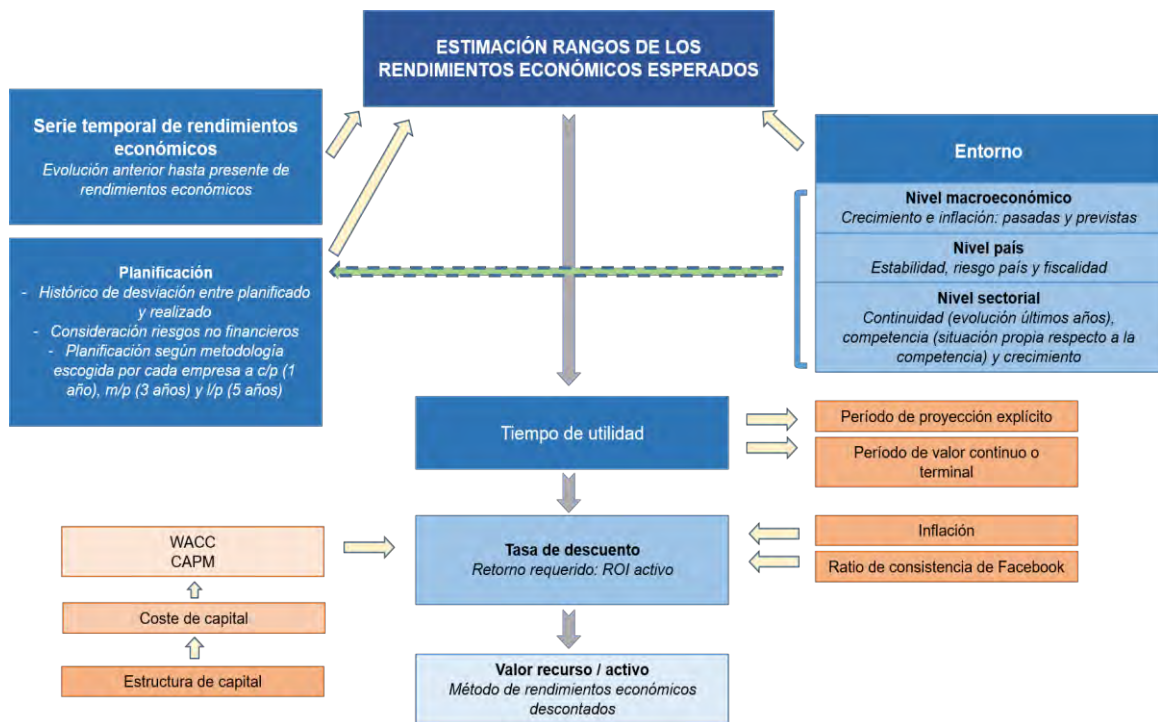 ESTIMACIÓN RANGOS DE LOS
RENDIMIENTOS ECONÓMICOS ESPERADOS
Serie temporal de rendimientos
económicos
Evolución anterior hasta presente de
rendimientos económicos
Entorno
Nivel macroeconómico
Crecimiento e inflación: pasadas y previstas
Nivel país
Estabilidad, riesgo país y fiscalidad
Nivel sectorial
Continuidad (evolución últimos años),
competencia (situación propia respecto a la
competencia) y crecimiento
Planificación
- Histórico de desviación entre planificado
y realizado
- Consideración riesgos no financieros
- Planificación según metodología
escogida por cada empresa a c/p (1
año), m/p (3 años) y l/p (5 años)
Tiempo de utilidad
Período de proyección explícito
Período de valor continuo o
terminal
WACC
CAPM
Coste de capital
Estructura de capital
Tasa de descuento
Retorno requerido: ROI activo
Inflación
Ratio de consistencia de Facebook
Valor recurso / activo
Método de rendimientos económicos
descontados